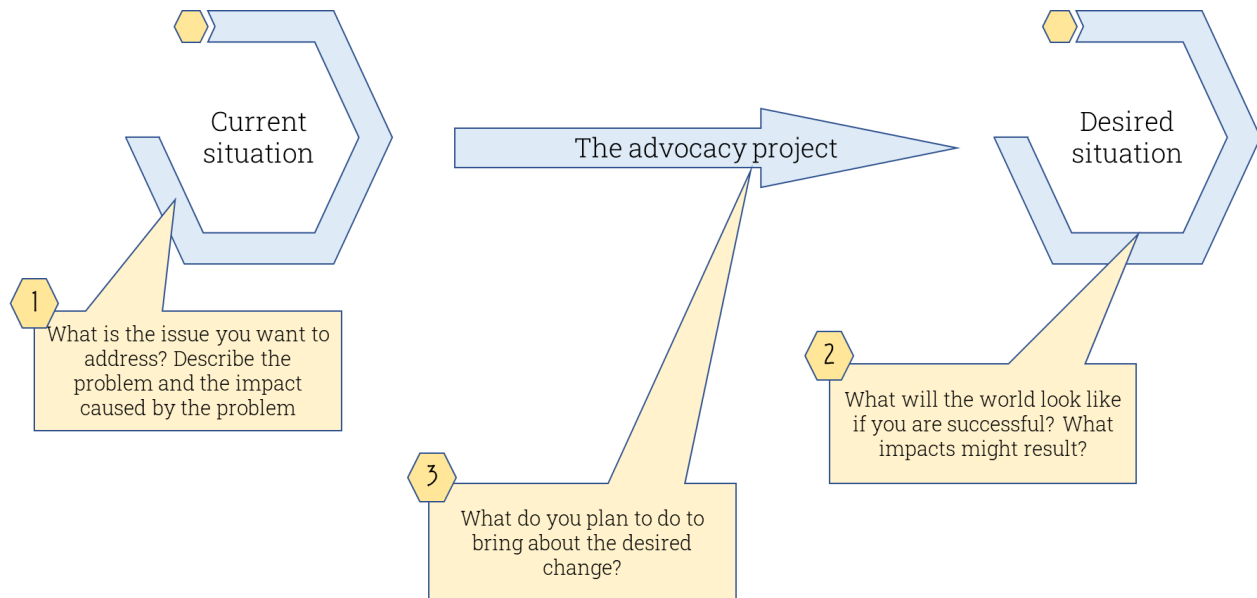 Current
situation
The advocacy project
Desired
situation
1
What is the issue you want to
address? Describe the
problem and the impact
caused by the problem
2
What will the world look like
if you are successful? What
impacts might result?
3
What do you plan to do to
bring about the desired
change?